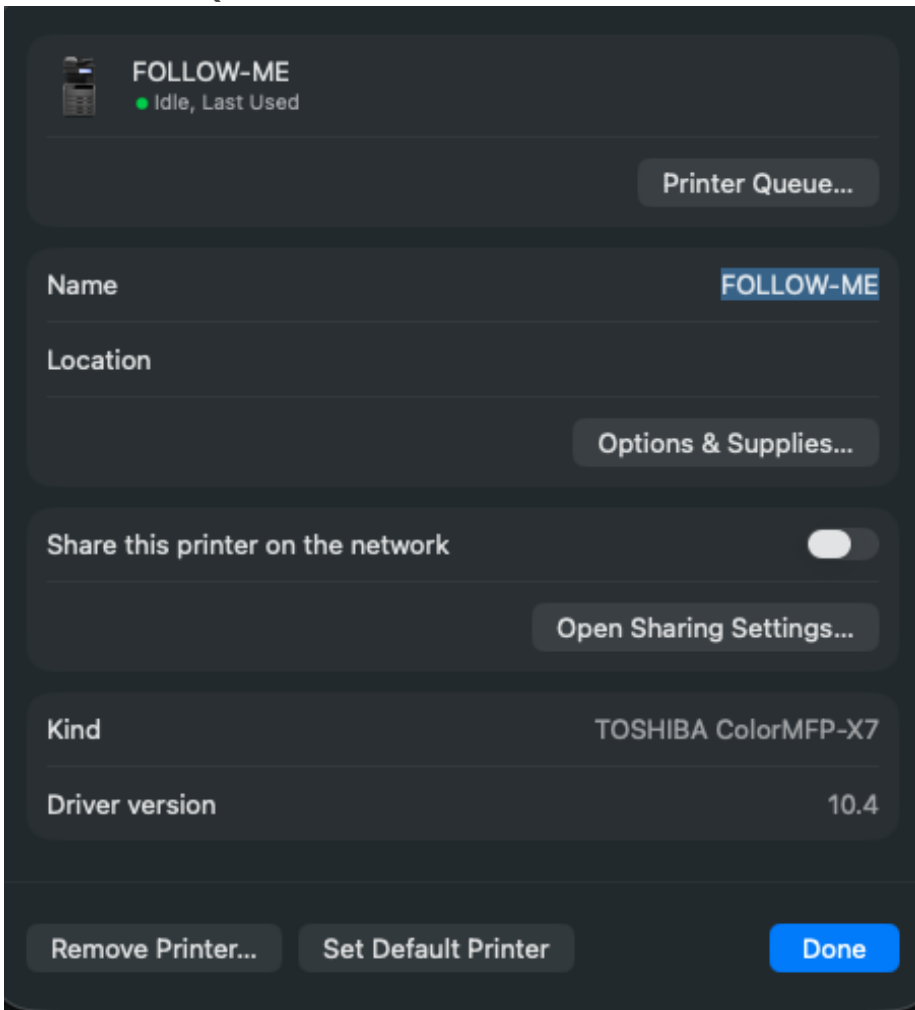 FOLLOW-ME
Idle, Last Used
Printer Queue...
Name FOLLOW-ME
Location
Options & Supplies...
Share this printer on the network
Open Sharing Settings...
Kind TOSHIBA ColorMFP-X7
Driver version 10.4
Remove Printer... Set Default Printer Done